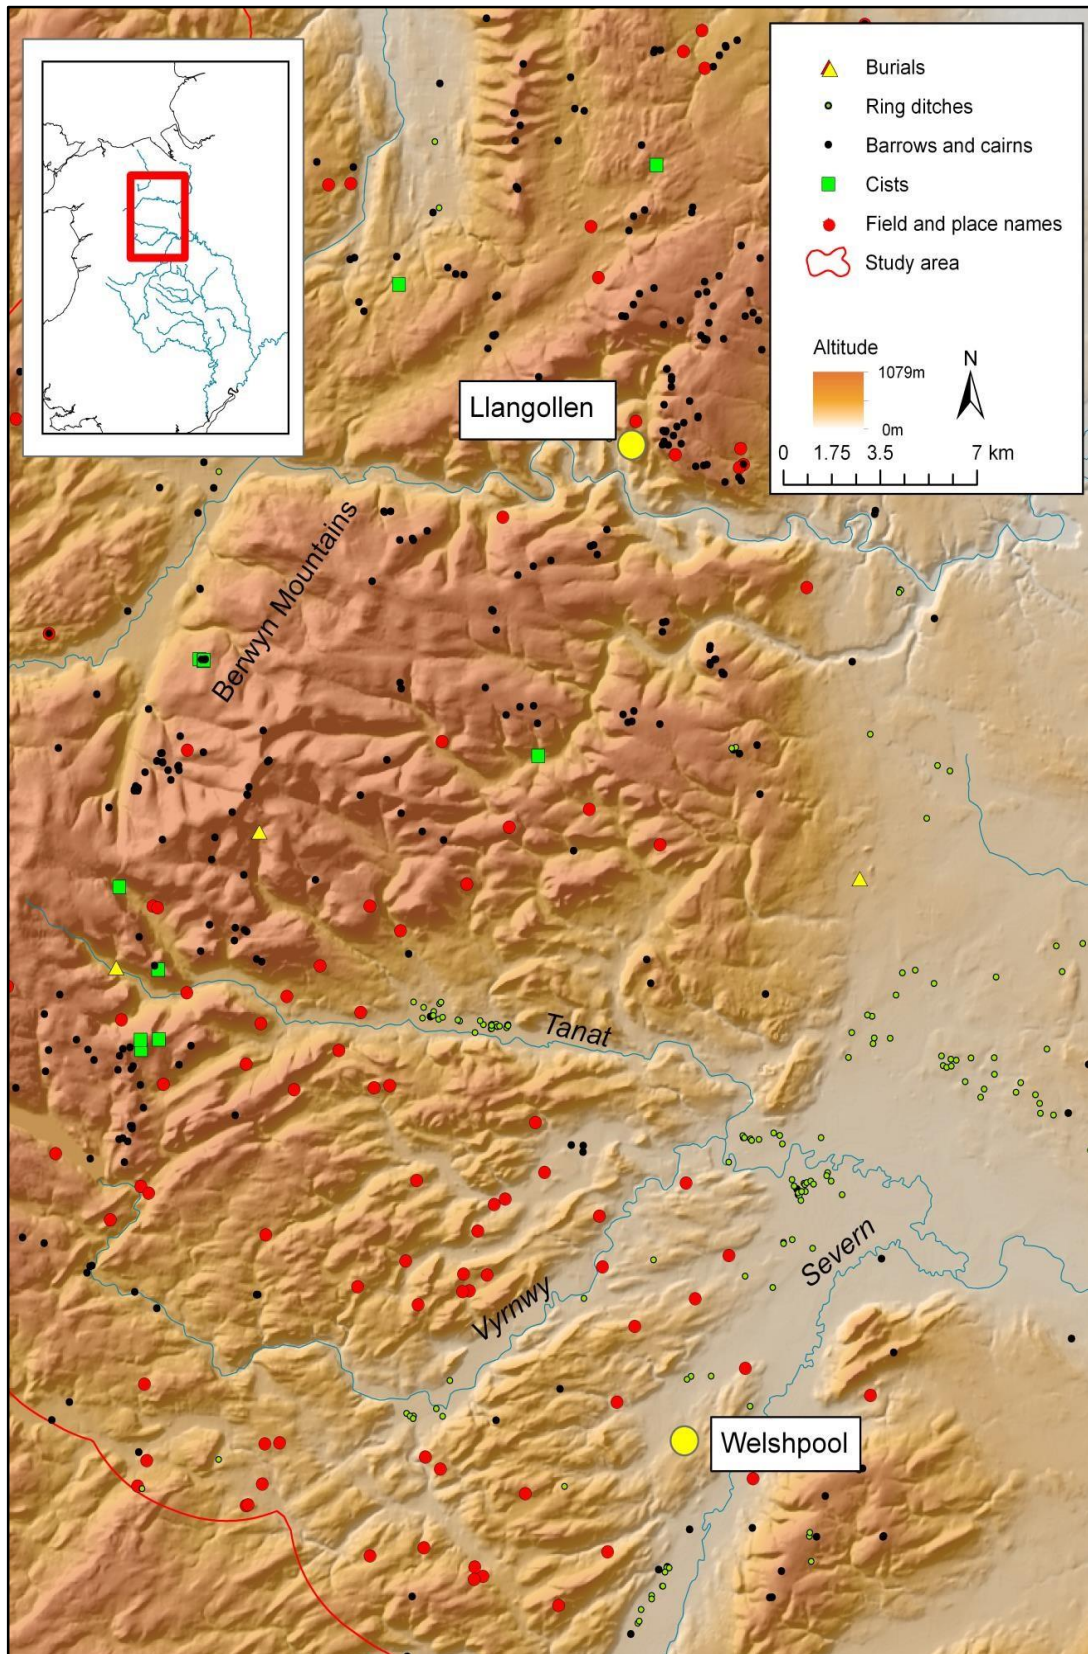 Burials
Ring ditches
Barrows and cairns
Cists
Field and place names
Study area
Altitude
1079m
0m
N
0 1.75 3.5 7 km
Llangollen
Berwyn Mountains
Tanat
Severn
Vyrnwy
Welshpool